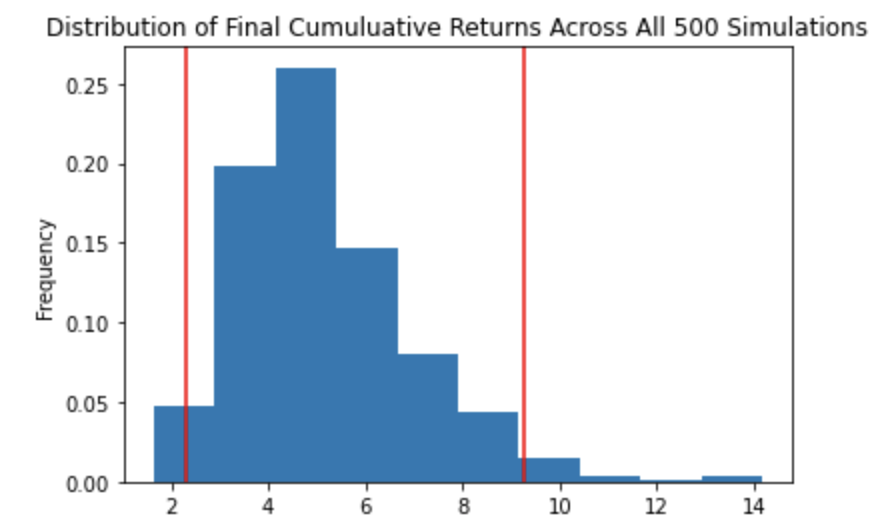 Distribution of Final Cumuluative Returns Across All 500 Simulations
0.25
0.20
0.15
0.10
0.05
0.00
Frequency
2 4 6 8 10 12 14